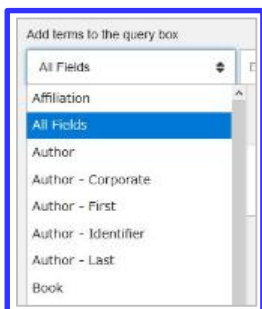 Add terms to the query box
All Fields
Affiliation
All Fields
Author
Author - Corporate
Author - First
Author - Identifier
Author - Last
Book